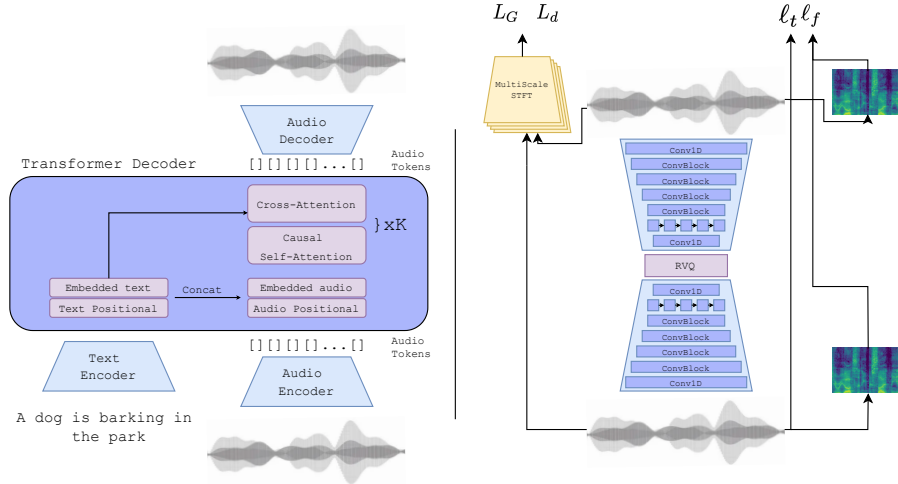 Audio
Decoder
Transformer Decoder
[][][][]...[]
Audio
Tokens
Cross-Attention
}xK
Causal
Self-Attention
Embedded text
Concat
Embedded audio
Text Positional
Audio Positional
[][][][]...[]
Audio
Tokens
Text
Encoder
Audio
Encoder
A dog is barking in
the park
L_G
L_d
ℓ_t
ℓ_f
MultiScale
STFT
Conv1D
ConvBlock
ConvBlock
ConvBlock
ConvBlock
Conv1D
RVQ
Conv1D
ConvBlock
ConvBlock
ConvBlock
ConvBlock
Conv1D